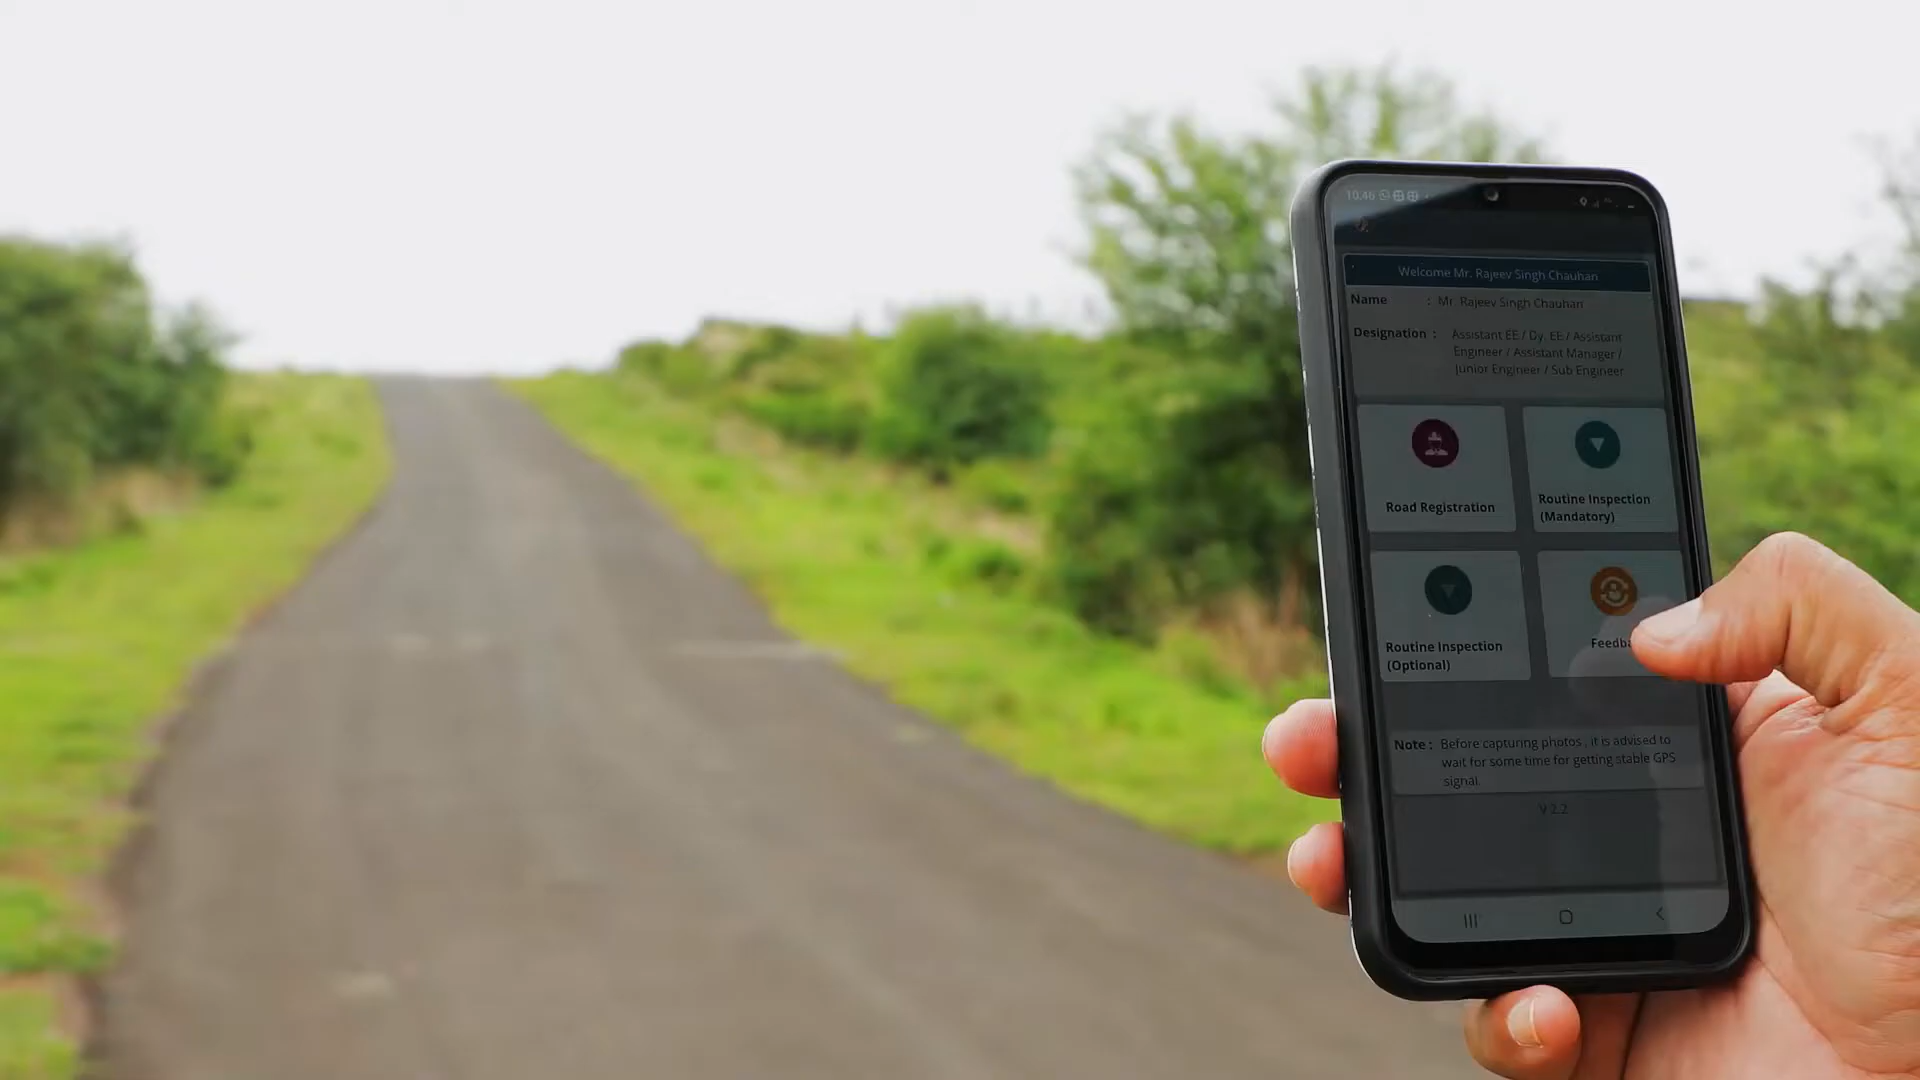 10:46
Welcome Mr. Rajeev Singh Chauhan
Name : Mr. Rajeev Singh Chauhan
Designation : Assistant EE / Dy. EE / Assistant
Engineer / Assistant Manager /
Junior Engineer / Sub Engineer
Road Registration
Routine Inspection
(Mandatory)
Routine Inspection
(Optional)
Feedba
Note : Before capturing photos , it is advised to
wait for some time for getting stable GPS
signal.
V 2.2